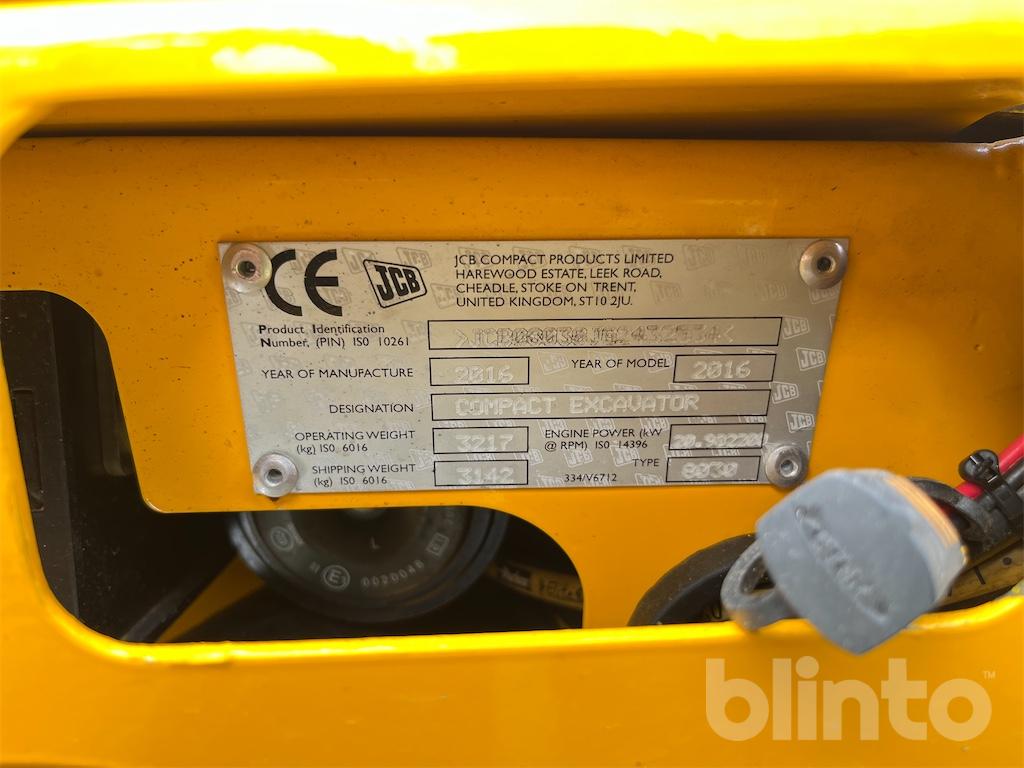 CE JCB
JCB COMPACT PRODUCTS LIMITED
HAREWOOD ESTATE, LEEK ROAD,
CHEADLE, STOKE ON TRENT,
UNITED KINGDOM, ST10 2JU.
Product Identification
Number, (PIN) ISO 10261
YEAR OF MANUFACTURE 2016 YEAR OF MODEL 2016
DESIGNATION COMPACT EXCAVATOR
OPERATING WEIGHT
(kg) ISO 6016 3217
ENGINE POWER (kW
@ RPM) ISO 14396
SHIPPING WEIGHT
(kg) ISO 6016 3142
334/V6712
TYPE 8030
L
E1
0020046
blinto™